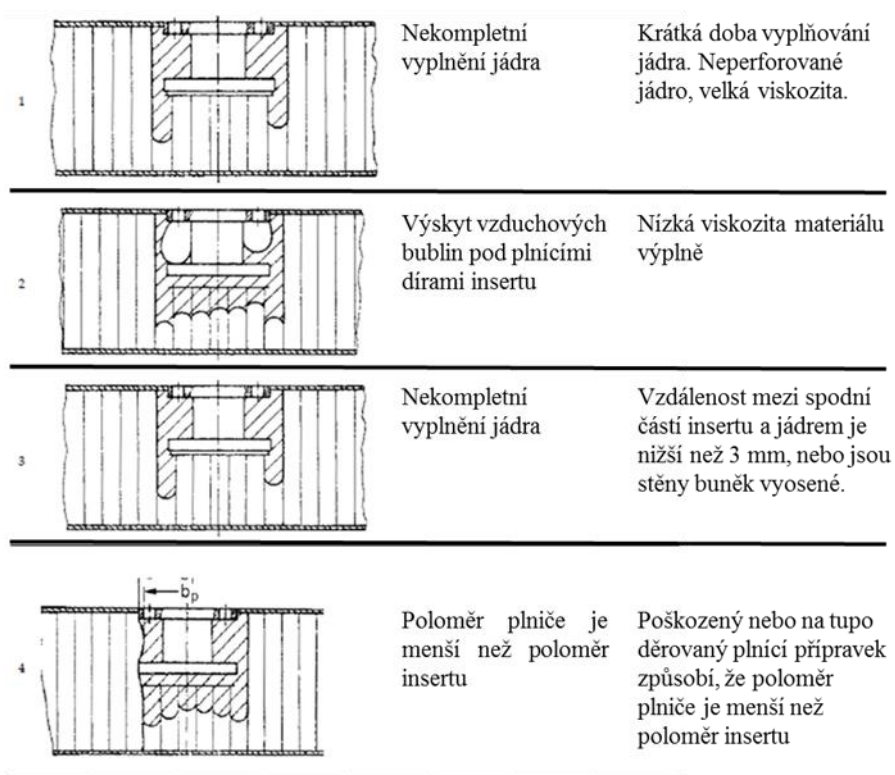 1
Nekompletní
vyplnění jádra
Krátká doba vyplňování
jádra. Neperforované
jádro, velká viskozita.
2
Výskyt vzduchových
bublin pod plnícími
dírami insertu
Nízká viskozita materiálu
výplně
3
Nekompletní
vyplnění jádra
Vzdálenost mezi spodní
částí insertu a jádrem je
nižší než 3 mm, nebo jsou
stěny buněk vyosené.
4
bp
Poloměr plniče je
menší než poloměr
insertu
Poškozený nebo na tupo
děrovaný plnící přípravek
způsobí, že poloměr
plniče je menší než
poloměr insertu